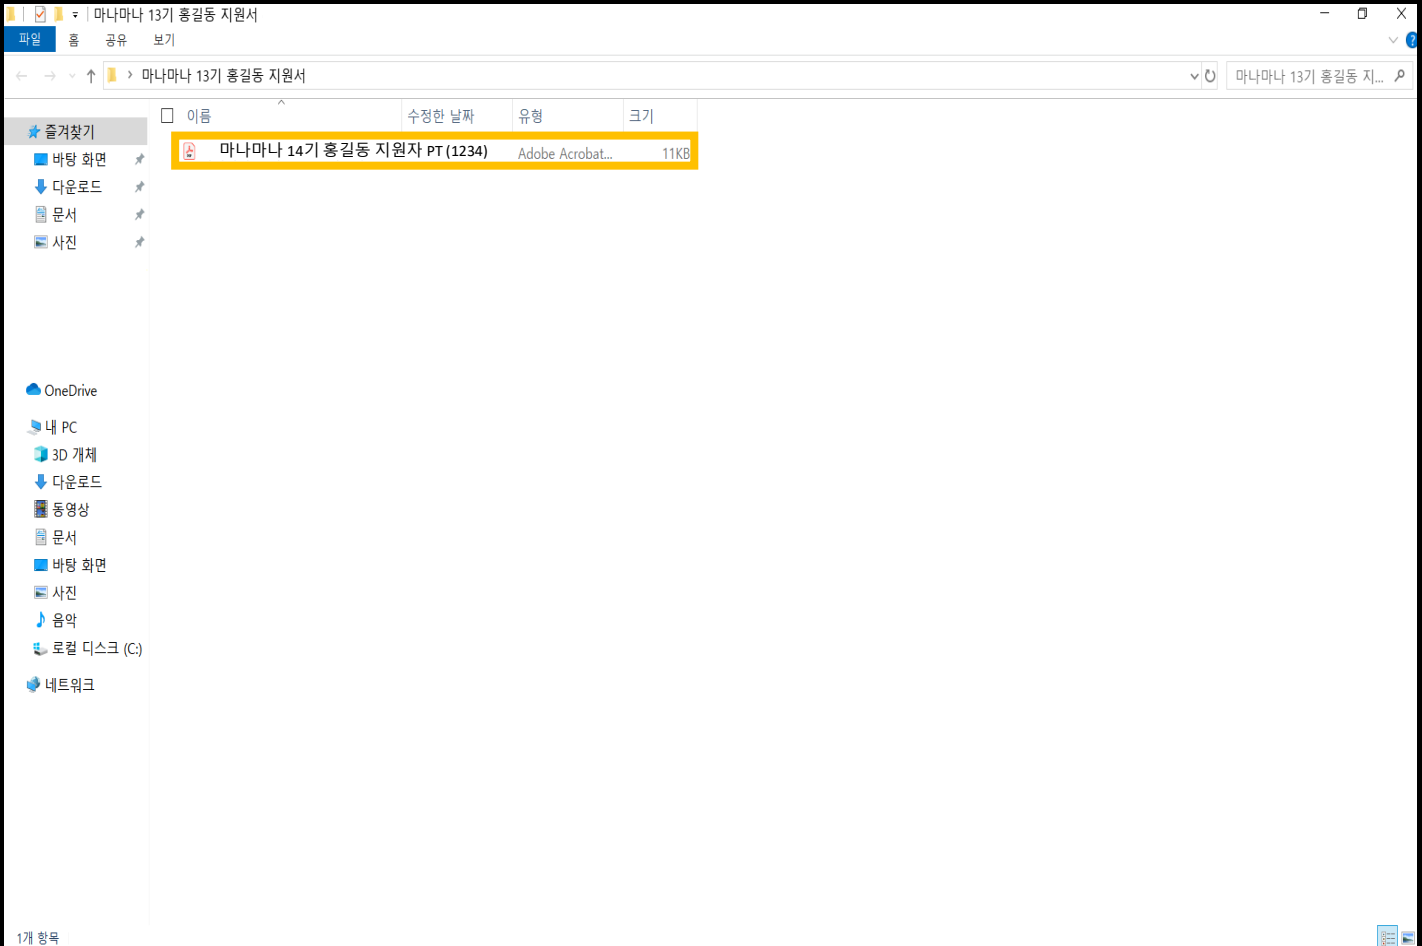 마나마나 13기 홍길동 지원서
파일 홈 공유 보기
?
마나마나 13기 홍길동 지원서
마나마나 13기 홍길동 지...
이름 수정한 날짜 유형 크기
마나마나 14기 홍길동 지원자 PT (1234) Adobe Acrobat... 11KB
즐겨찾기
바탕 화면
다운로드
문서
사진
OneDrive
내 PC
3D 개체
다운로드
동영상
문서
바탕 화면
사진
음악
로컬 디스크 (C:)
네트워크
1개 항목